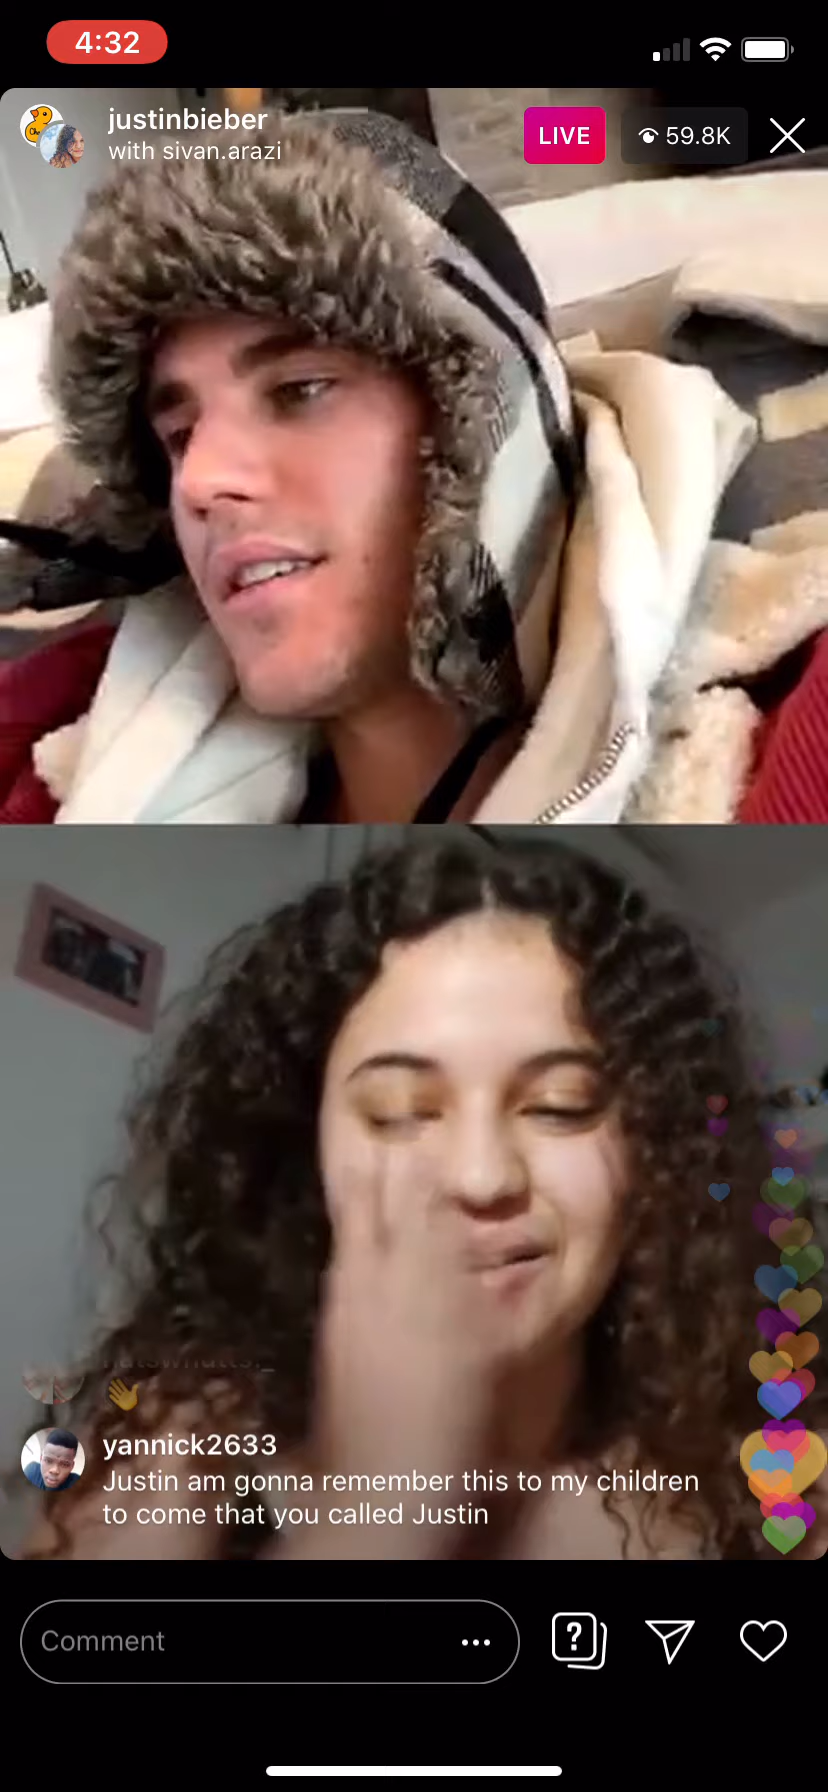 4:32
justinbieber
with sivan.arazi
LIVE
59.8K
👋
yannick2633
Justin am gonna remember this to my children
to come that you called Justin
Comment